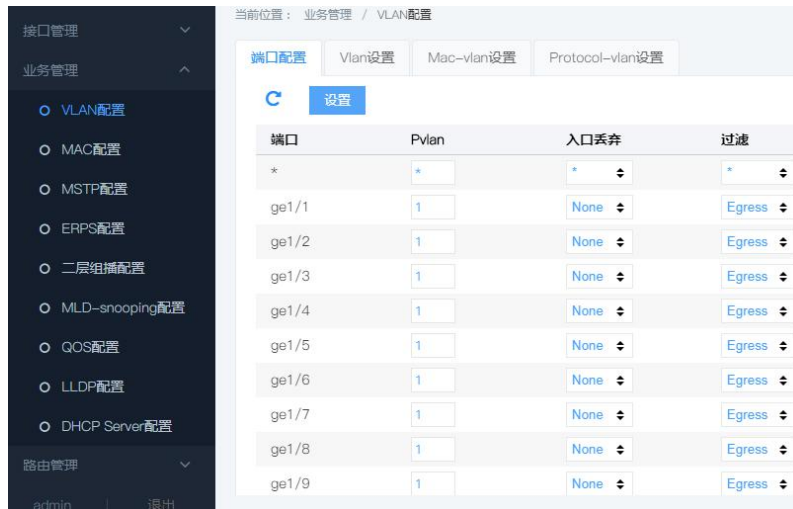 当前位置： 业务管理 / VLAN配置
接口管理
业务管理
VLAN配置
MAC配置
MSTP配置
ERPS配置
二层组播配置
MLD-snooping配置
QOS配置
LLDP配置
DHCP Server配置
路由管理
admin | 退出
端口配置 Vlan设置 Mac-vlan设置 Protocol-vlan设置
设置
端口 Pvlan 入口丢弃 过滤
* * * *
ge1/1 1 None Egress
ge1/2 1 None Egress
ge1/3 1 None Egress
ge1/4 1 None Egress
ge1/5 1 None Egress
ge1/6 1 None Egress
ge1/7 1 None Egress
ge1/8 1 None Egress
ge1/9 1 None Egress